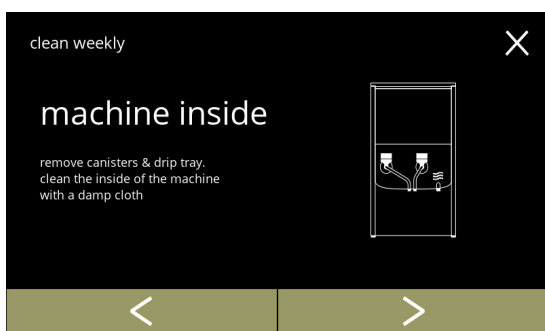 clean weekly
machine inside
remove canisters & drip tray.
clean the inside of the machine
with a damp cloth